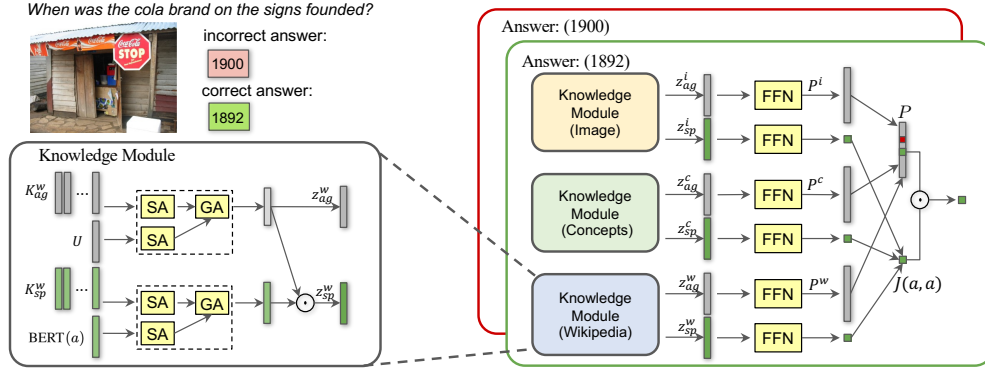 When was the cola brand on the signs founded?
Coca-Cola
STOP
incorrect answer:
1900
correct answer:
1892
Knowledge Module
K^w_ag
...
SA
GA
z^w_ag
U
SA
K^w_sp
...
SA
GA
z^w_sp
BERT(a)
SA
Answer: (1900)
Answer: (1892)
Knowledge
Module
(Image)
z^i_ag
FFN
P^i
z^i_sp
FFN
P
Knowledge
Module
(Concepts)
z^c_ag
FFN
P^c
z^c_sp
FFN
Knowledge
Module
(Wikipedia)
z^w_ag
FFN
P^w
z^w_sp
FFN
J(a, a)